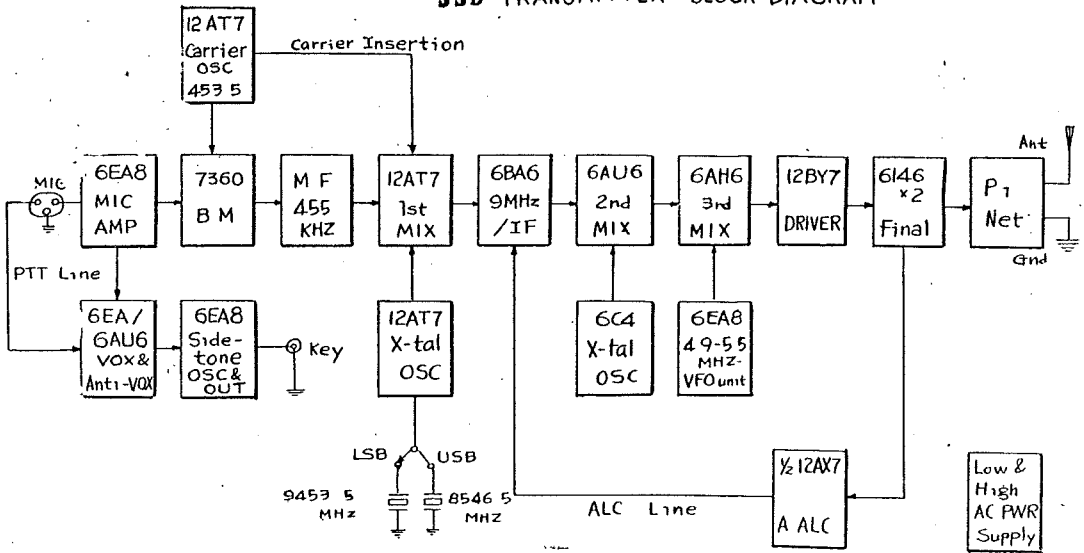 TRANSMITTER BLOCK DIAGRAM
12AT7
Carrier
OSC
453 5
Carrier Insertion
MIC
6EA8
MIC
AMP
7360
BM
MF
455
KHZ
12AT7
1st
MIX
6BA6
9MHz
/IF
6AU6
2nd
MIX
6AH6
3rd
MIX
12BY7
DRIVER
6146
×2
Final
Pi
Net
Ant
Gnd
PTT Line
6EA/
6AU6
VOX&
Anti-VOX
6EA8
Side-
tone
OSC&
OUT
Key
12AT7
X-tal
OSC
6C4
X-tal
OSC
6EA8
4 9-5 5
MHZ-
VFO unit
LSB
USB
9453 5
MHZ
8546 5
MHZ
ALC Line
½ 12AX7
A ALC
Low &
High
AC PWR
Supply